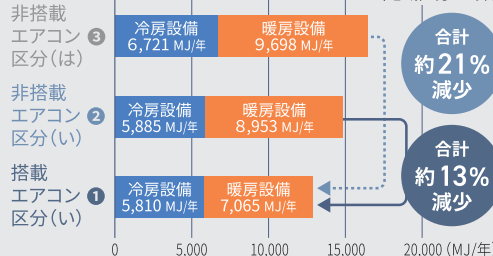 非搭載
エアコン 3
区分(は)
冷房設備
6,721 MJ/年
暖房設備
9,698 MJ/年
合計
約21%
減少
非搭載
エアコン 2
区分(い)
冷房設備
5,885 MJ/年
暖房設備
8,953 MJ/年
合計
約13%
減少
搭載
エアコン 1
区分(い)
冷房設備
5,810 MJ/年
暖房設備
7,065 MJ/年
0 5,000 10,000 15,000 20,000 (MJ/年)